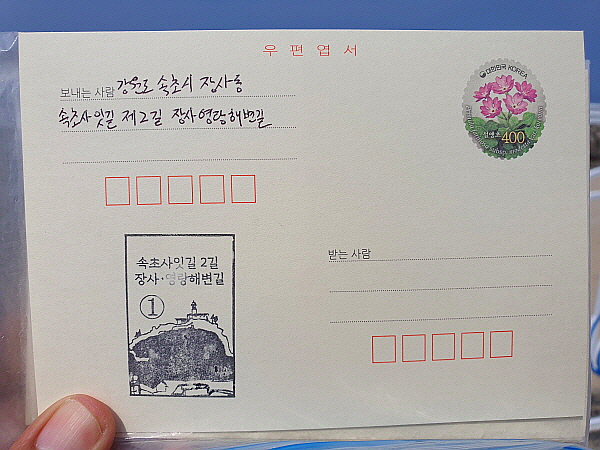 우편엽서
대한민국 KOREA
앵초 400
보내는 사람 강원도 속초시 장사동
속초사잇길 제2길 장사영랑해변길
받는 사람
속초사잇길 2길
장사·영랑해변길
①